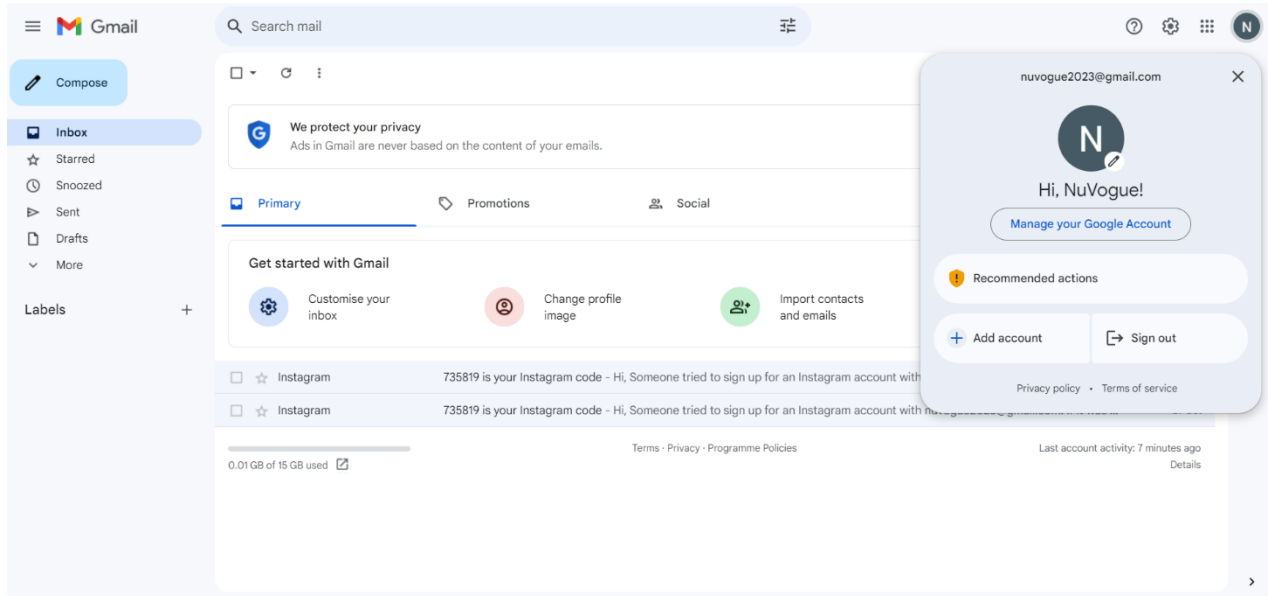 Gmail
Search mail
N
Compose
Inbox
Starred
Snoozed
Sent
Drafts
More
Labels
We protect your privacy
Ads in Gmail are never based on the content of your emails.
Primary
Promotions
Social
Get started with Gmail
Customise your
inbox
Change profile
image
Import contacts
and emails
Instagram
735819 is your Instagram code - Hi, Someone tried to sign up for an Instagram account with
Instagram
735819 is your Instagram code - Hi, Someone tried to sign up for an Instagram account with
0.01 GB of 15 GB used
Terms · Privacy · Programme Policies
Last account activity: 7 minutes ago
Details
nuvogue2023@gmail.com
N
Hi, NuVogue!
Manage your Google Account
Recommended actions
Add account
Sign out
Privacy policy • Terms of service